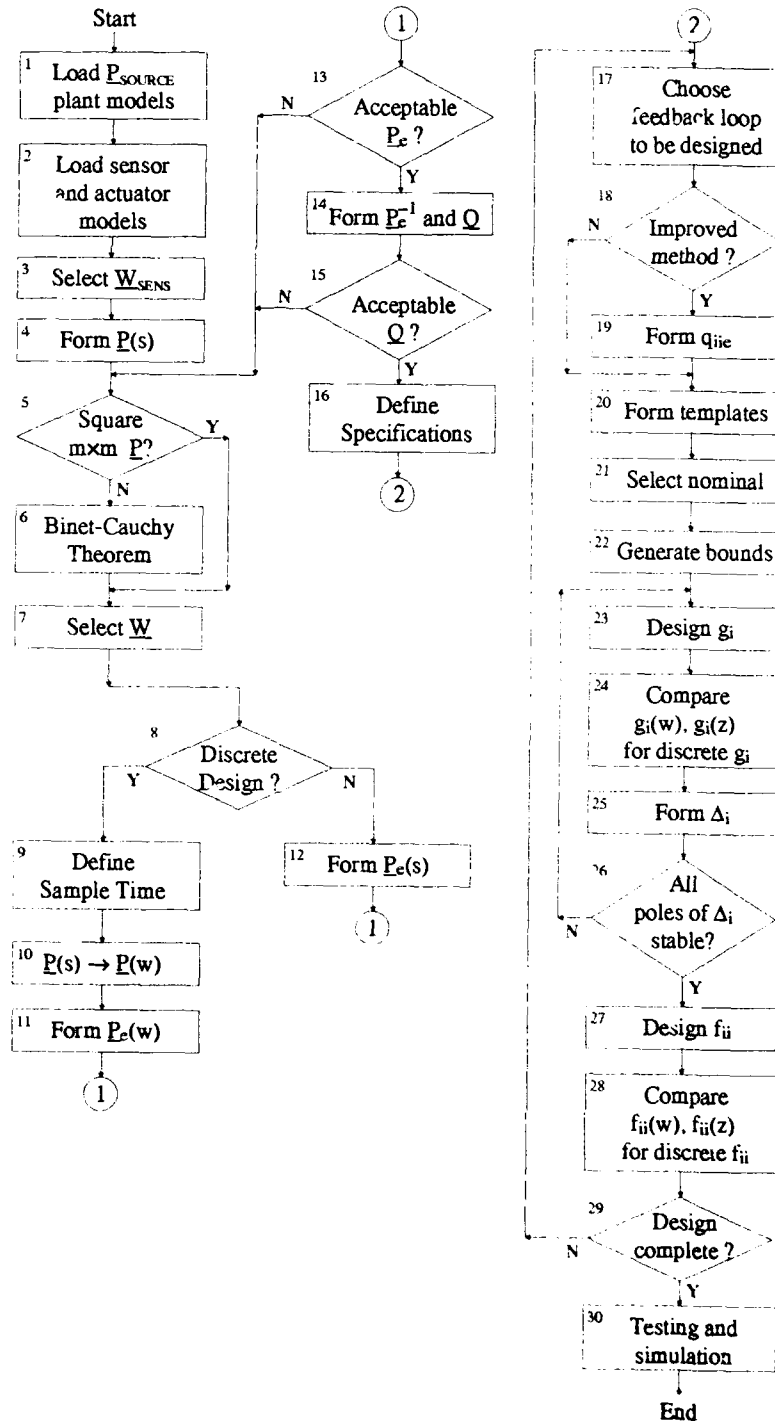 Start
1
Load P_SOURCE
plant models
2
Load sensor
and actuator
models
3
Select W_SENS
4
Form P(s)
5
Square
m×m P?
Y
N
6
Binet-Cauchy
Theorem
7
Select W
8
Discrete
Design ?
Y
N
9
Define
Sample Time
10
P(s) → P(w)
11
Form P_e(w)
1
12
Form P_e(s)
1
1
13
Acceptable
P_e ?
N
Y
14
Form P_e^-1 and Q
15
Acceptable
Q ?
N
Y
16
Define
Specifications
2
2
17
Choose
feedback loop
to be designed
18
Improved
method ?
N
Y
19
Form q_iie
20
Form templates
21
Select nominal
22
Generate bounds
23
Design g_i
24
Compare
g_i(w), g_i(z)
for discrete g_i
25
Form Δ_i
26
All
poles of Δ_i
stable?
N
Y
27
Design f_ii
28
Compare
f_ii(w), f_ii(z)
for discrete f_ii
29
Design
complete ?
N
Y
30
Testing and
simulation
End